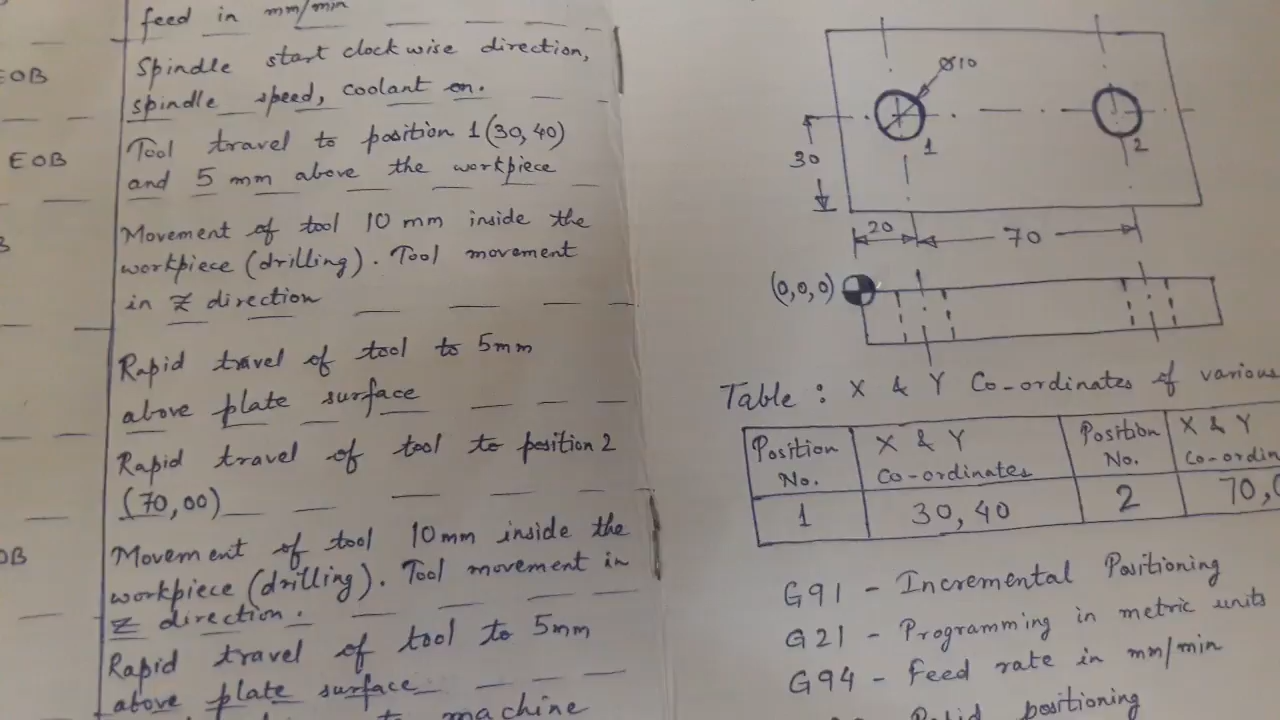 feed in mm/min
EOB
Spindle start clockwise direction,
spindle speed, coolant on.
EOB
Tool travel to position 1(30,40)
and 5 mm above the workpiece
Movement of tool 10 mm inside the
workpiece (drilling). Tool movement
in Z direction
Rapid travel of tool to 5mm
above plate surface
Rapid travel of tool to position 2
(70,00)
Movement of tool 10mm inside the
workpiece (drilling). Tool movement in
Z direction.
Rapid travel of tool to 5mm
above plate surface
machine
Ø10
1
2
30
20
70
(0,0,0)
Table : X & Y Co-ordinates of various
Position No. X & Y Co-ordinates Position No. X & Y
1 30, 40 2 70,
G91 - Incremental Positioning
G21 - Programming in metric units
G94 - Feed rate in mm/min
positioning